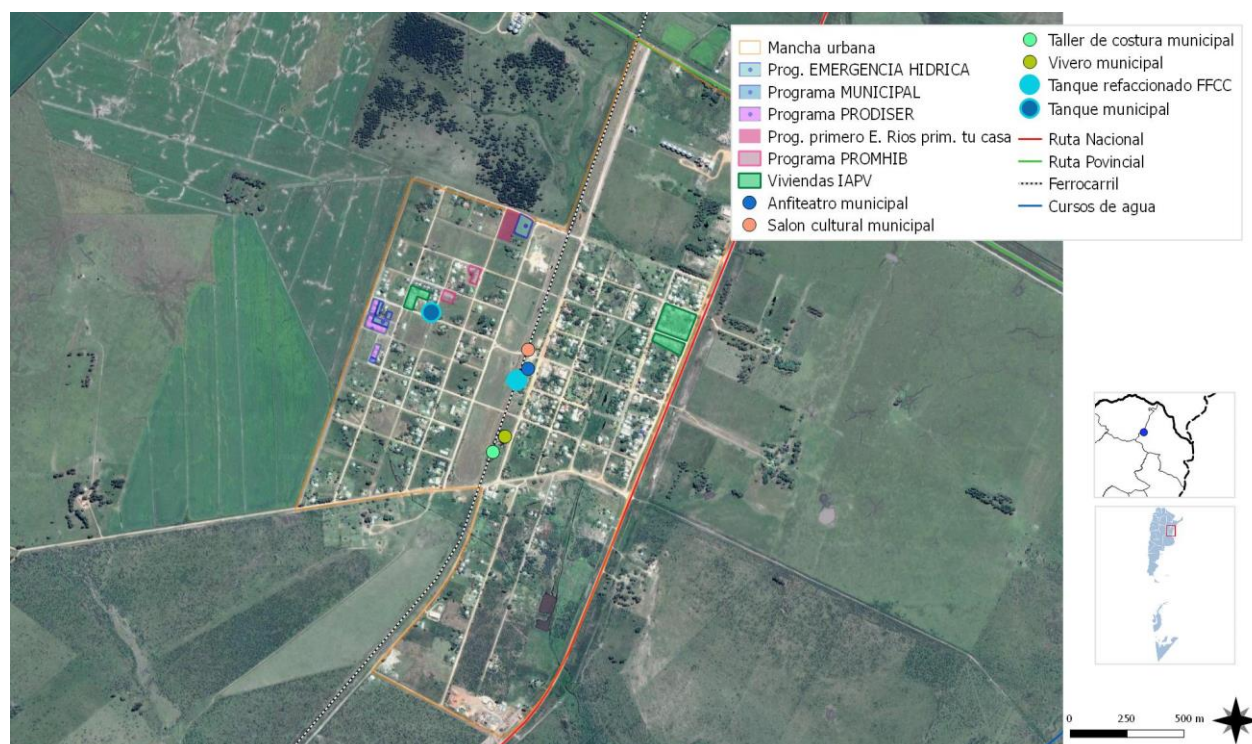 Mancha urbana
Prog. EMERGENCIA HIDRICA
Programa MUNICIPAL
Programa PRODISER
Prog. primero E. Rios prim. tu casa
Programa PROMHIB
Viviendas IAPV
Anfiteatro municipal
Salon cultural municipal
Taller de costura municipal
Vivero municipal
Tanque refaccionado FFCC
Tanque municipal
Ruta Nacional
Ruta Povincial
Ferrocarril
Cursos de agua
0 250 500 m